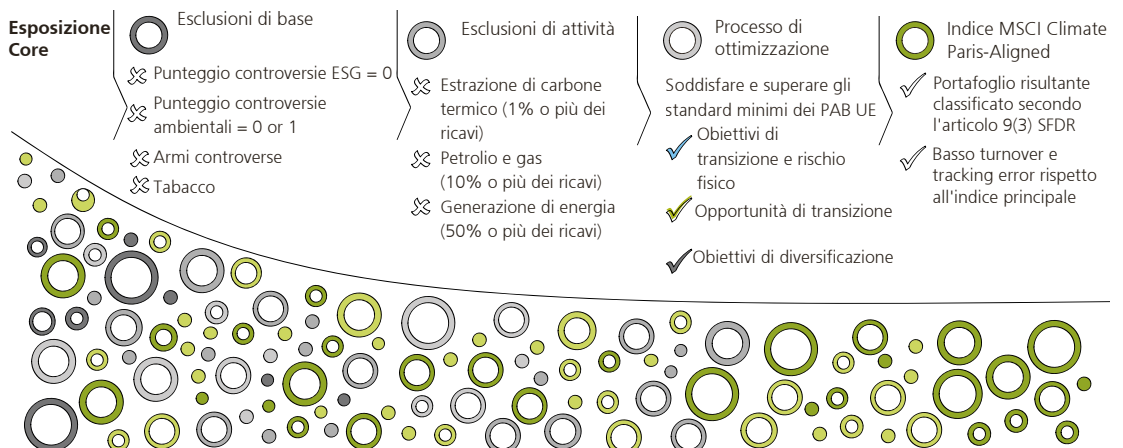 Esposizione
Core
Esclusioni di base
Punteggio controversie ESG = 0
Punteggio controversie
ambientali = 0 or 1
Armi controverse
Tabacco
Esclusioni di attività
Estrazione di carbone
termico (1% o più dei
ricavi)
Petrolio e gas
(10% o più dei ricavi)
Generazione di energia
(50% o più dei ricavi)
Processo di
ottimizzazione
Soddisfare e superare gli
standard minimi dei PAB UE
Obiettivi di
transizione e rischio
fisico
Opportunità di transizione
Obiettivi di diversificazione
Indice MSCI Climate
Paris-Aligned
Portafoglio risultante
classificato secondo
l'articolo 9(3) SFDR
Basso turnover e
tracking error rispetto
all'indice principale